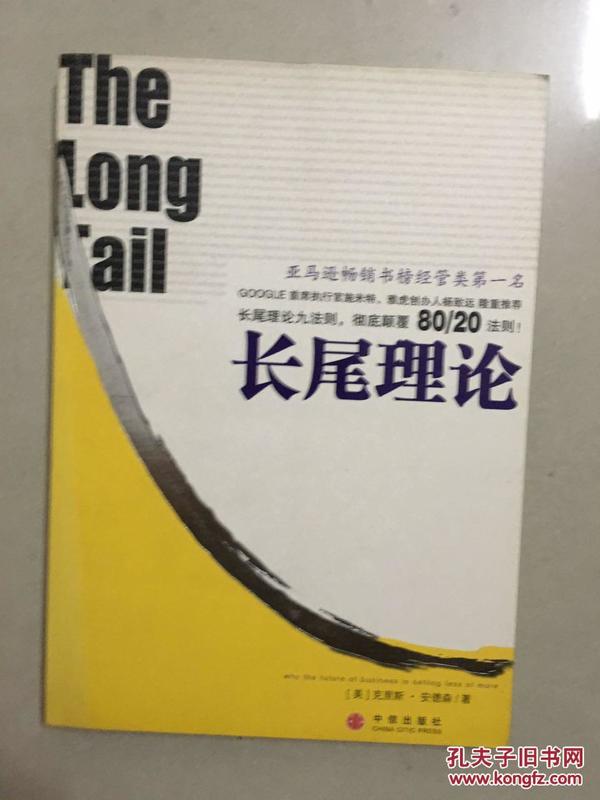 The
Long
Tail
亚马逊畅销书榜经管类第一名
GOOGLE 首席执行官施米特，雅虎创办人杨致远 隆重推荐
长尾理论九法则，彻底颠覆 80/20 法则！
长尾理论
why the future of business is selling less of more
［美］克里斯·安德森/著
中信出版社
CHINA CITIC PRESS
孔夫子旧书网
www.kongfz.com